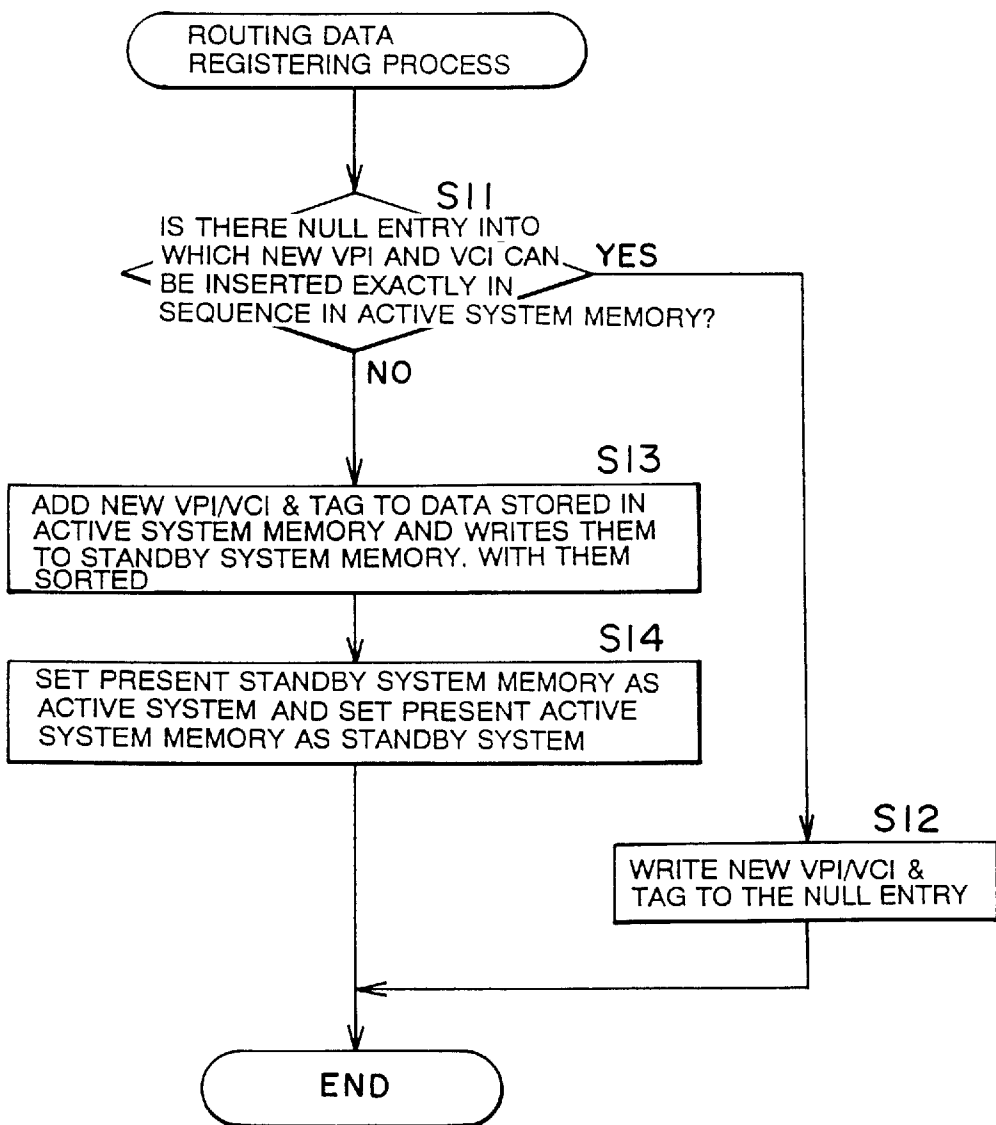 ROUTING DATA
REGISTERING PROCESS
S11
IS THERE NULL ENTRY INTO
WHICH NEW VPI AND VCI CAN
BE INSERTED EXACTLY IN
SEQUENCE IN ACTIVE SYSTEM MEMORY?
YES
NO
S13
ADD NEW VPI/VCI & TAG TO DATA STORED IN
ACTIVE SYSTEM MEMORY AND WRITES THEM
TO STANDBY SYSTEM MEMORY. WITH THEM
SORTED
S14
SET PRESENT STANDBY SYSTEM MEMORY AS
ACTIVE SYSTEM AND SET PRESENT ACTIVE
SYSTEM MEMORY AS STANDBY SYSTEM
S12
WRITE NEW VPI/VCI &
TAG TO THE NULL ENTRY
END